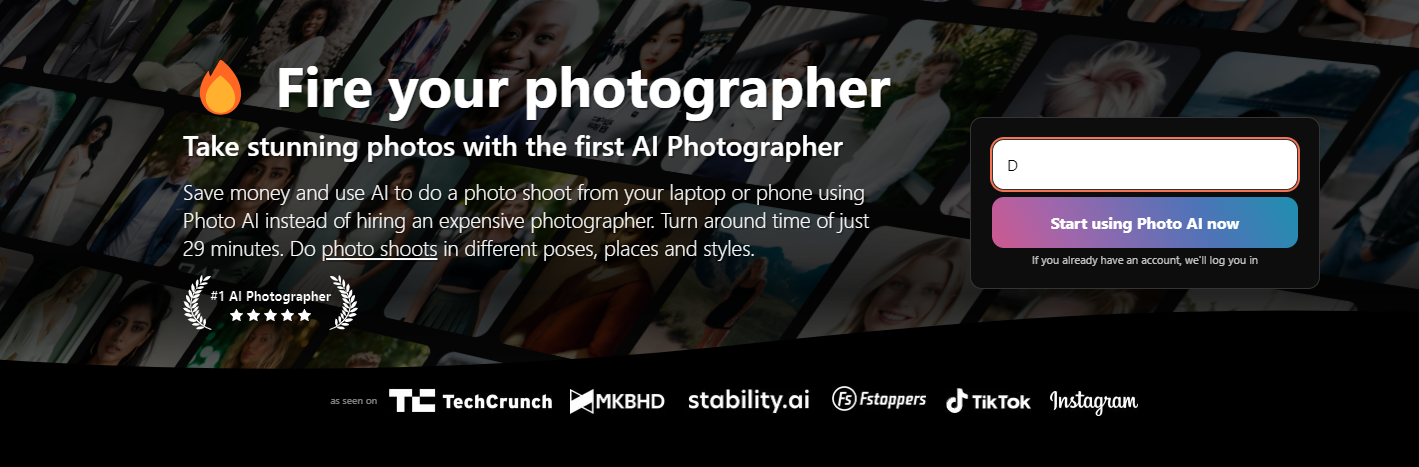 Fire your photographer
Take stunning photos with the first AI Photographer
Save money and use AI to do a photo shoot from your laptop or phone using
Photo AI instead of hiring an expensive photographer. Turn around time of just
29 minutes. Do photo shoots in different poses, places and styles.
#1 AI Photographer
D
Start using Photo AI now
If you already have an account, we'll log you in
as seen on TC TechCrunch MKBHD stability.ai Fs Fstoppers TikTok Instagram